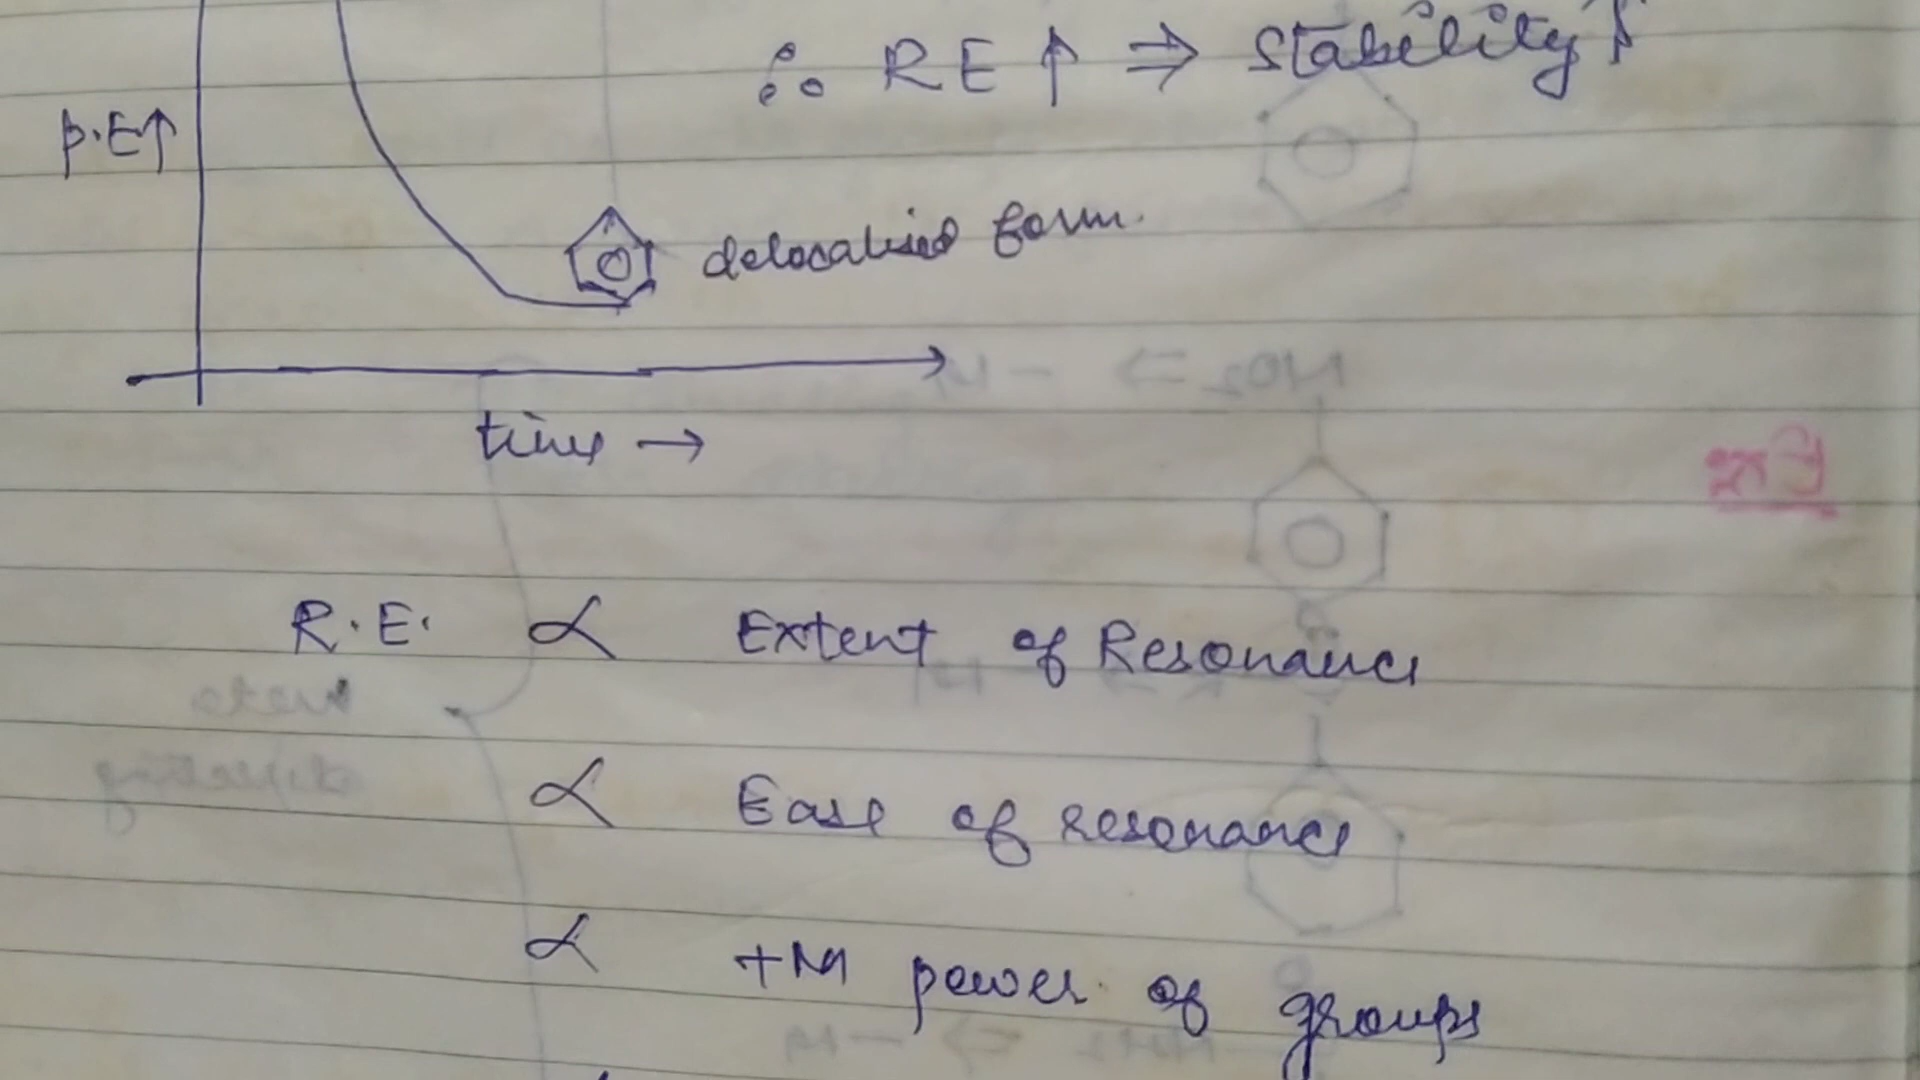 ∴ RE ↑ ⇒ Stability ↑
P.E↑
delocalised form.
time →
R.E. ∝ Extent of Resonance
∝ Ease of resonance
∝ +M power of groups